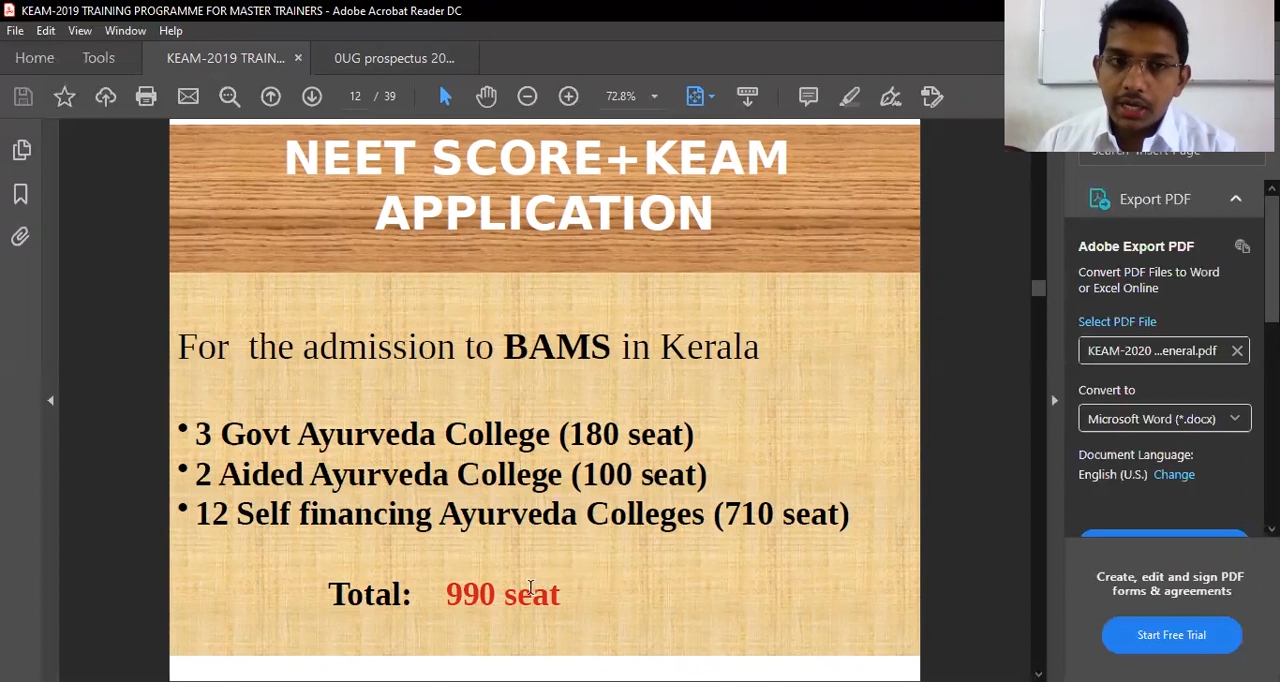 KEAM-2019 TRAINING PROGRAMME FOR MASTER TRAINERS - Adobe Acrobat Reader DC
File Edit View Window Help
Home Tools KEAM-2019 TRAIN... × 0UG prospectus 20...
12 / 39 72.8%
NEET SCORE+KEAM
APPLICATION
For the admission to BAMS in Kerala
• 3 Govt Ayurveda College (180 seat)
• 2 Aided Ayurveda College (100 seat)
• 12 Self financing Ayurveda Colleges (710 seat)
Total: 990 seat
Export PDF
Adobe Export PDF
Convert PDF Files to Word
or Excel Online
Select PDF File
KEAM-2020 ...eneral.pdf
Convert to
Microsoft Word (*.docx)
Document Language:
English (U.S.) Change
Create, edit and sign PDF
forms & agreements
Start Free Trial